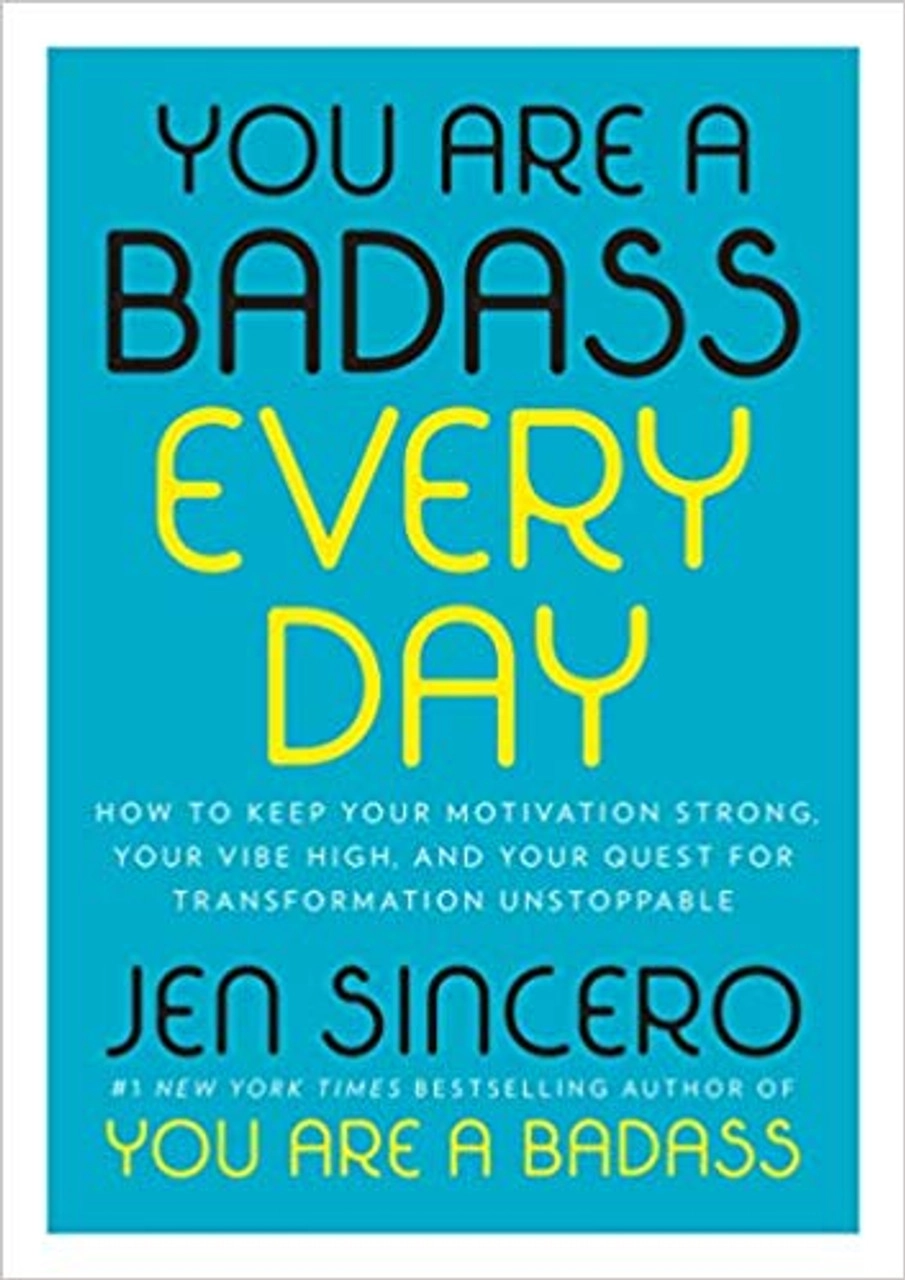 YOU ARE A
BADASS
EVERY
DAY
HOW TO KEEP YOUR MOTIVATION STRONG,
YOUR VIBE HIGH, AND YOUR QUEST FOR
TRANSFORMATION UNSTOPPABLE
JEN SINCERO
#1 NEW YORK TIMES BESTSELLING AUTHOR OF
YOU ARE A BADASS